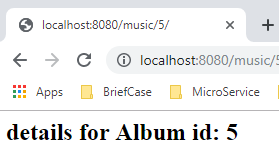 localhost:8080/music/5/
localhost:8080/music/5
Apps BriefCase MicroService
details for Album id: 5